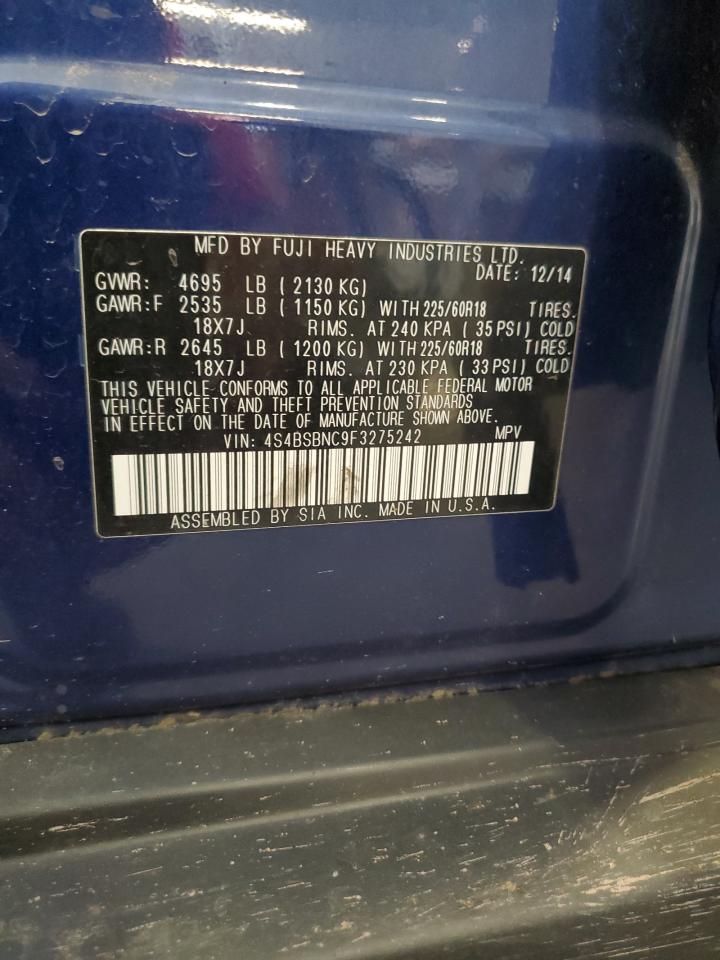 MFD BY FUJI HEAVY INDUSTRIES LTD.
DATE: 12/14
GVWR: 4695 LB ( 2130 KG)
GAWR:F 2535 LB ( 1150 KG) WITH 225/60R18 TIRES.
18X7J RIMS. AT 240 KPA ( 35 PSI) COLD
GAWR:R 2645 LB ( 1200 KG) WITH 225/60R18 TIRES.
18X7J RIMS. AT 230 KPA ( 33 PSI) COLD
THIS VEHICLE CONFORMS TO ALL APPLICABLE FEDERAL MOTOR
VEHICLE SAFETY AND THEFT PREVENTION STANDARDS
IN EFFECT ON THE DATE OF MANUFACTURE SHOWN ABOVE.
VIN: 4S4BSBNC9F3275242 MPV
ASSEMBLED BY SIA INC. MADE IN U.S.A.